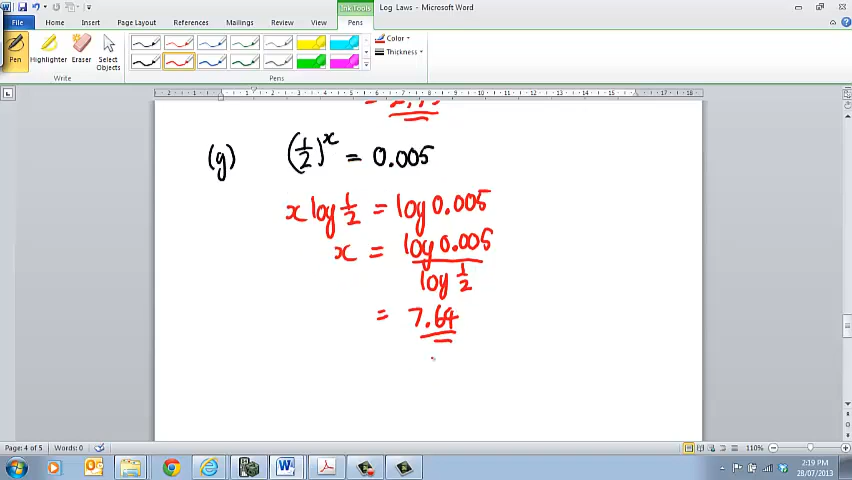 Ink Tools
Log Laws - Microsoft Word
File Home Insert Page Layout References Mailings Review View Pens
Pen Highlighter Eraser Select Objects
Color
Thickness
Write Pens
(g) (1/2)^x = 0.005
x log 1/2 = log 0.005
x = log 0.005 / log 1/2
= 7.64
Page: 4 of 5 Words: 0 110%
2:19 PM
28/07/2013